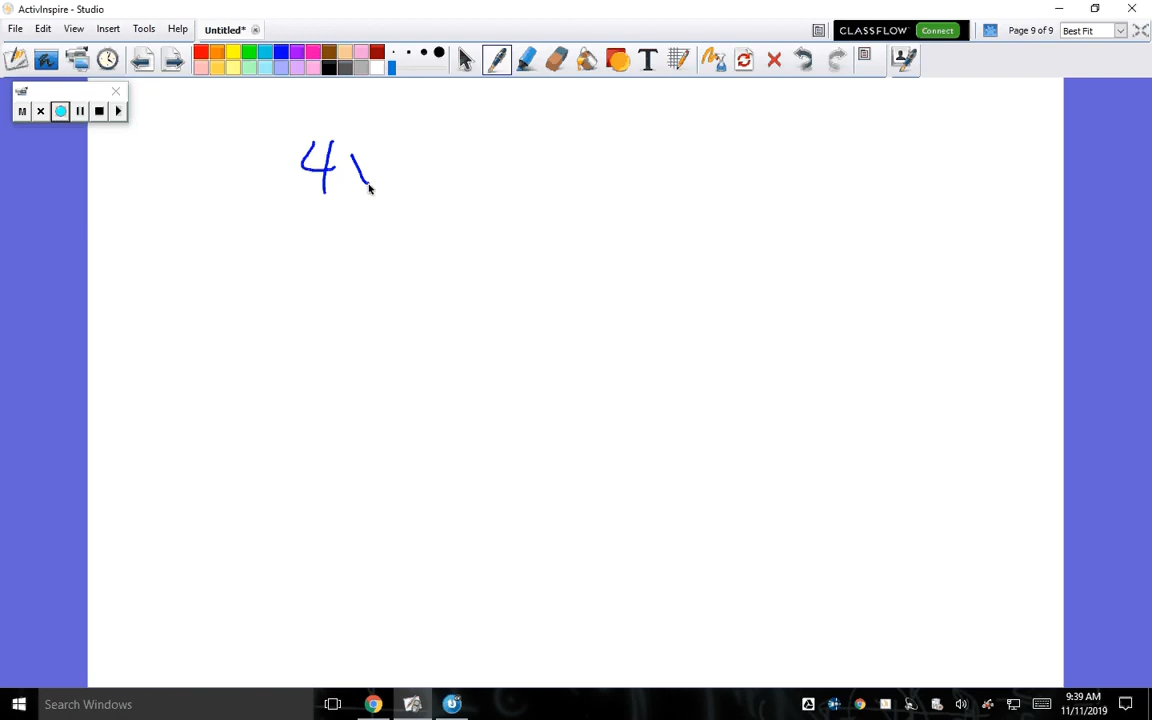 ActivInspire - Studio
File Edit View Insert Tools Help Untitled* CLASSFLOW Connect Page 9 of 9 Best Fit
M
T
4
Search Windows
9:39 AM
11/11/2019